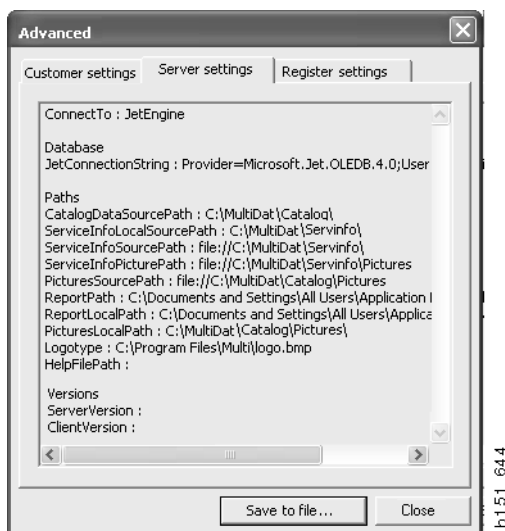 Advanced
Customer settings Server settings Register settings
ConnectTo : JetEngine
Database
JetConnectionString : Provider=Microsoft.Jet.OLEDB.4.0;User
Paths
CatalogDataSourcePath : C:\MultiDat\Catalog\
ServiceInfoLocalSourcePath : C:\MultiDat\Servinfo\
ServiceInfoSourcePath : file://C:\MultiDat\Servinfo\
ServiceInfoPicturePath : file://C:\MultiDat\Servinfo\Pictures
PicturesSourcePath : file://C:\MultiDat\Catalog\Pictures
ReportPath : C:\Documents and Settings\All Users\Application
ReportLocalPath : C:\Documents and Settings\All Users\Applica
PicturesLocalPath : C:\MultiDat\Catalog\Pictures\
Logotype : C:\Program Files\Multi\logo.bmp
HelpFilePath :
Versions
ServerVersion :
ClientVersion :
Save to file... Close
h151 644